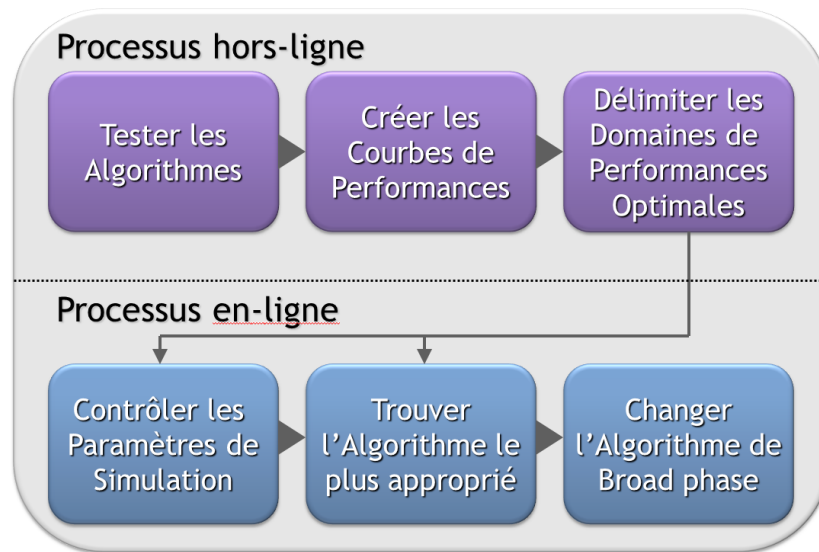 Processus hors-ligne
Tester les
Algorithmes
Créer les
Courbes de
Performances
Délimiter les
Domaines de
Performances
Optimales
Processus en-ligne
Contrôler les
Paramètres de
Simulation
Trouver
l’Algorithme le
plus approprié
Changer
l’Algorithme de
Broad phase